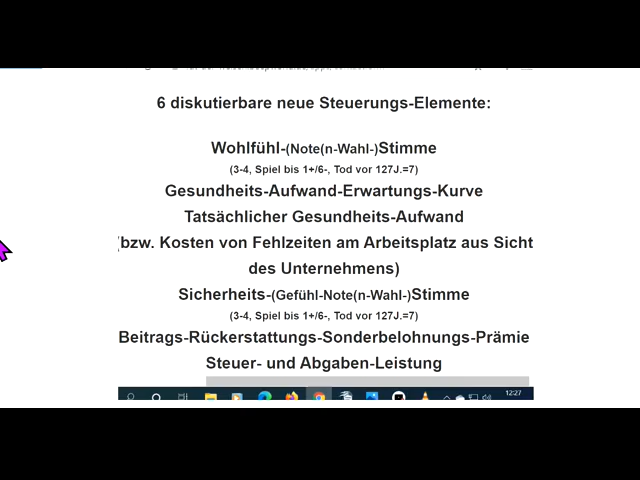 6 diskutierbare neue Steuerungs-Elemente:
Wohlfühl-(Note(n-Wahl-)Stimme
(3-4, Spiel bis 1+/6-, Tod vor 127J.=7)
Gesundheits-Aufwand-Erwartungs-Kurve
Tatsächlicher Gesundheits-Aufwand
(bzw. Kosten von Fehlzeiten am Arbeitsplatz aus Sicht
des Unternehmens)
Sicherheits-(Gefühl-Note(n-Wahl-)Stimme
(3-4, Spiel bis 1+/6-, Tod vor 127J.=7)
Beitrags-Rückerstattungs-Sonderbelohnungs-Prämie
Steuer- und Abgaben-Leistung
12:27